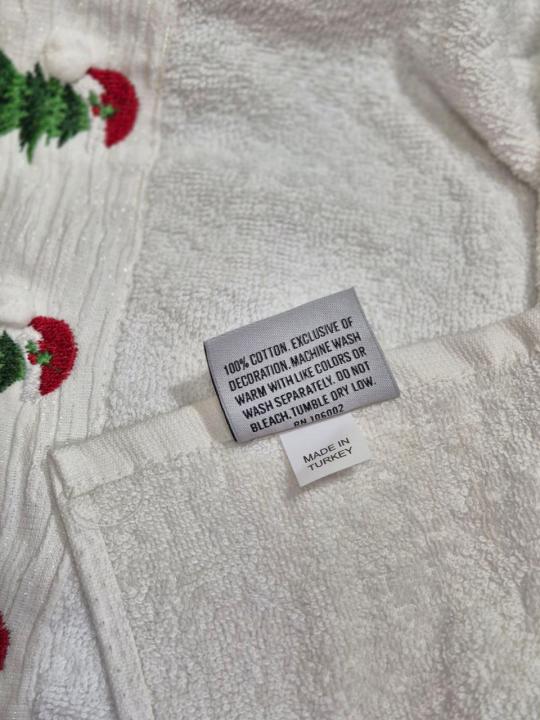 100% COTTON. EXCLUSIVE OF
DECORATION. MACHINE WASH
WARM WITH LIKE COLORS OR
WASH SEPARATELY. DO NOT
BLEACH. TUMBLE DRY LOW.
RN 106002
MADE IN
TURKEY